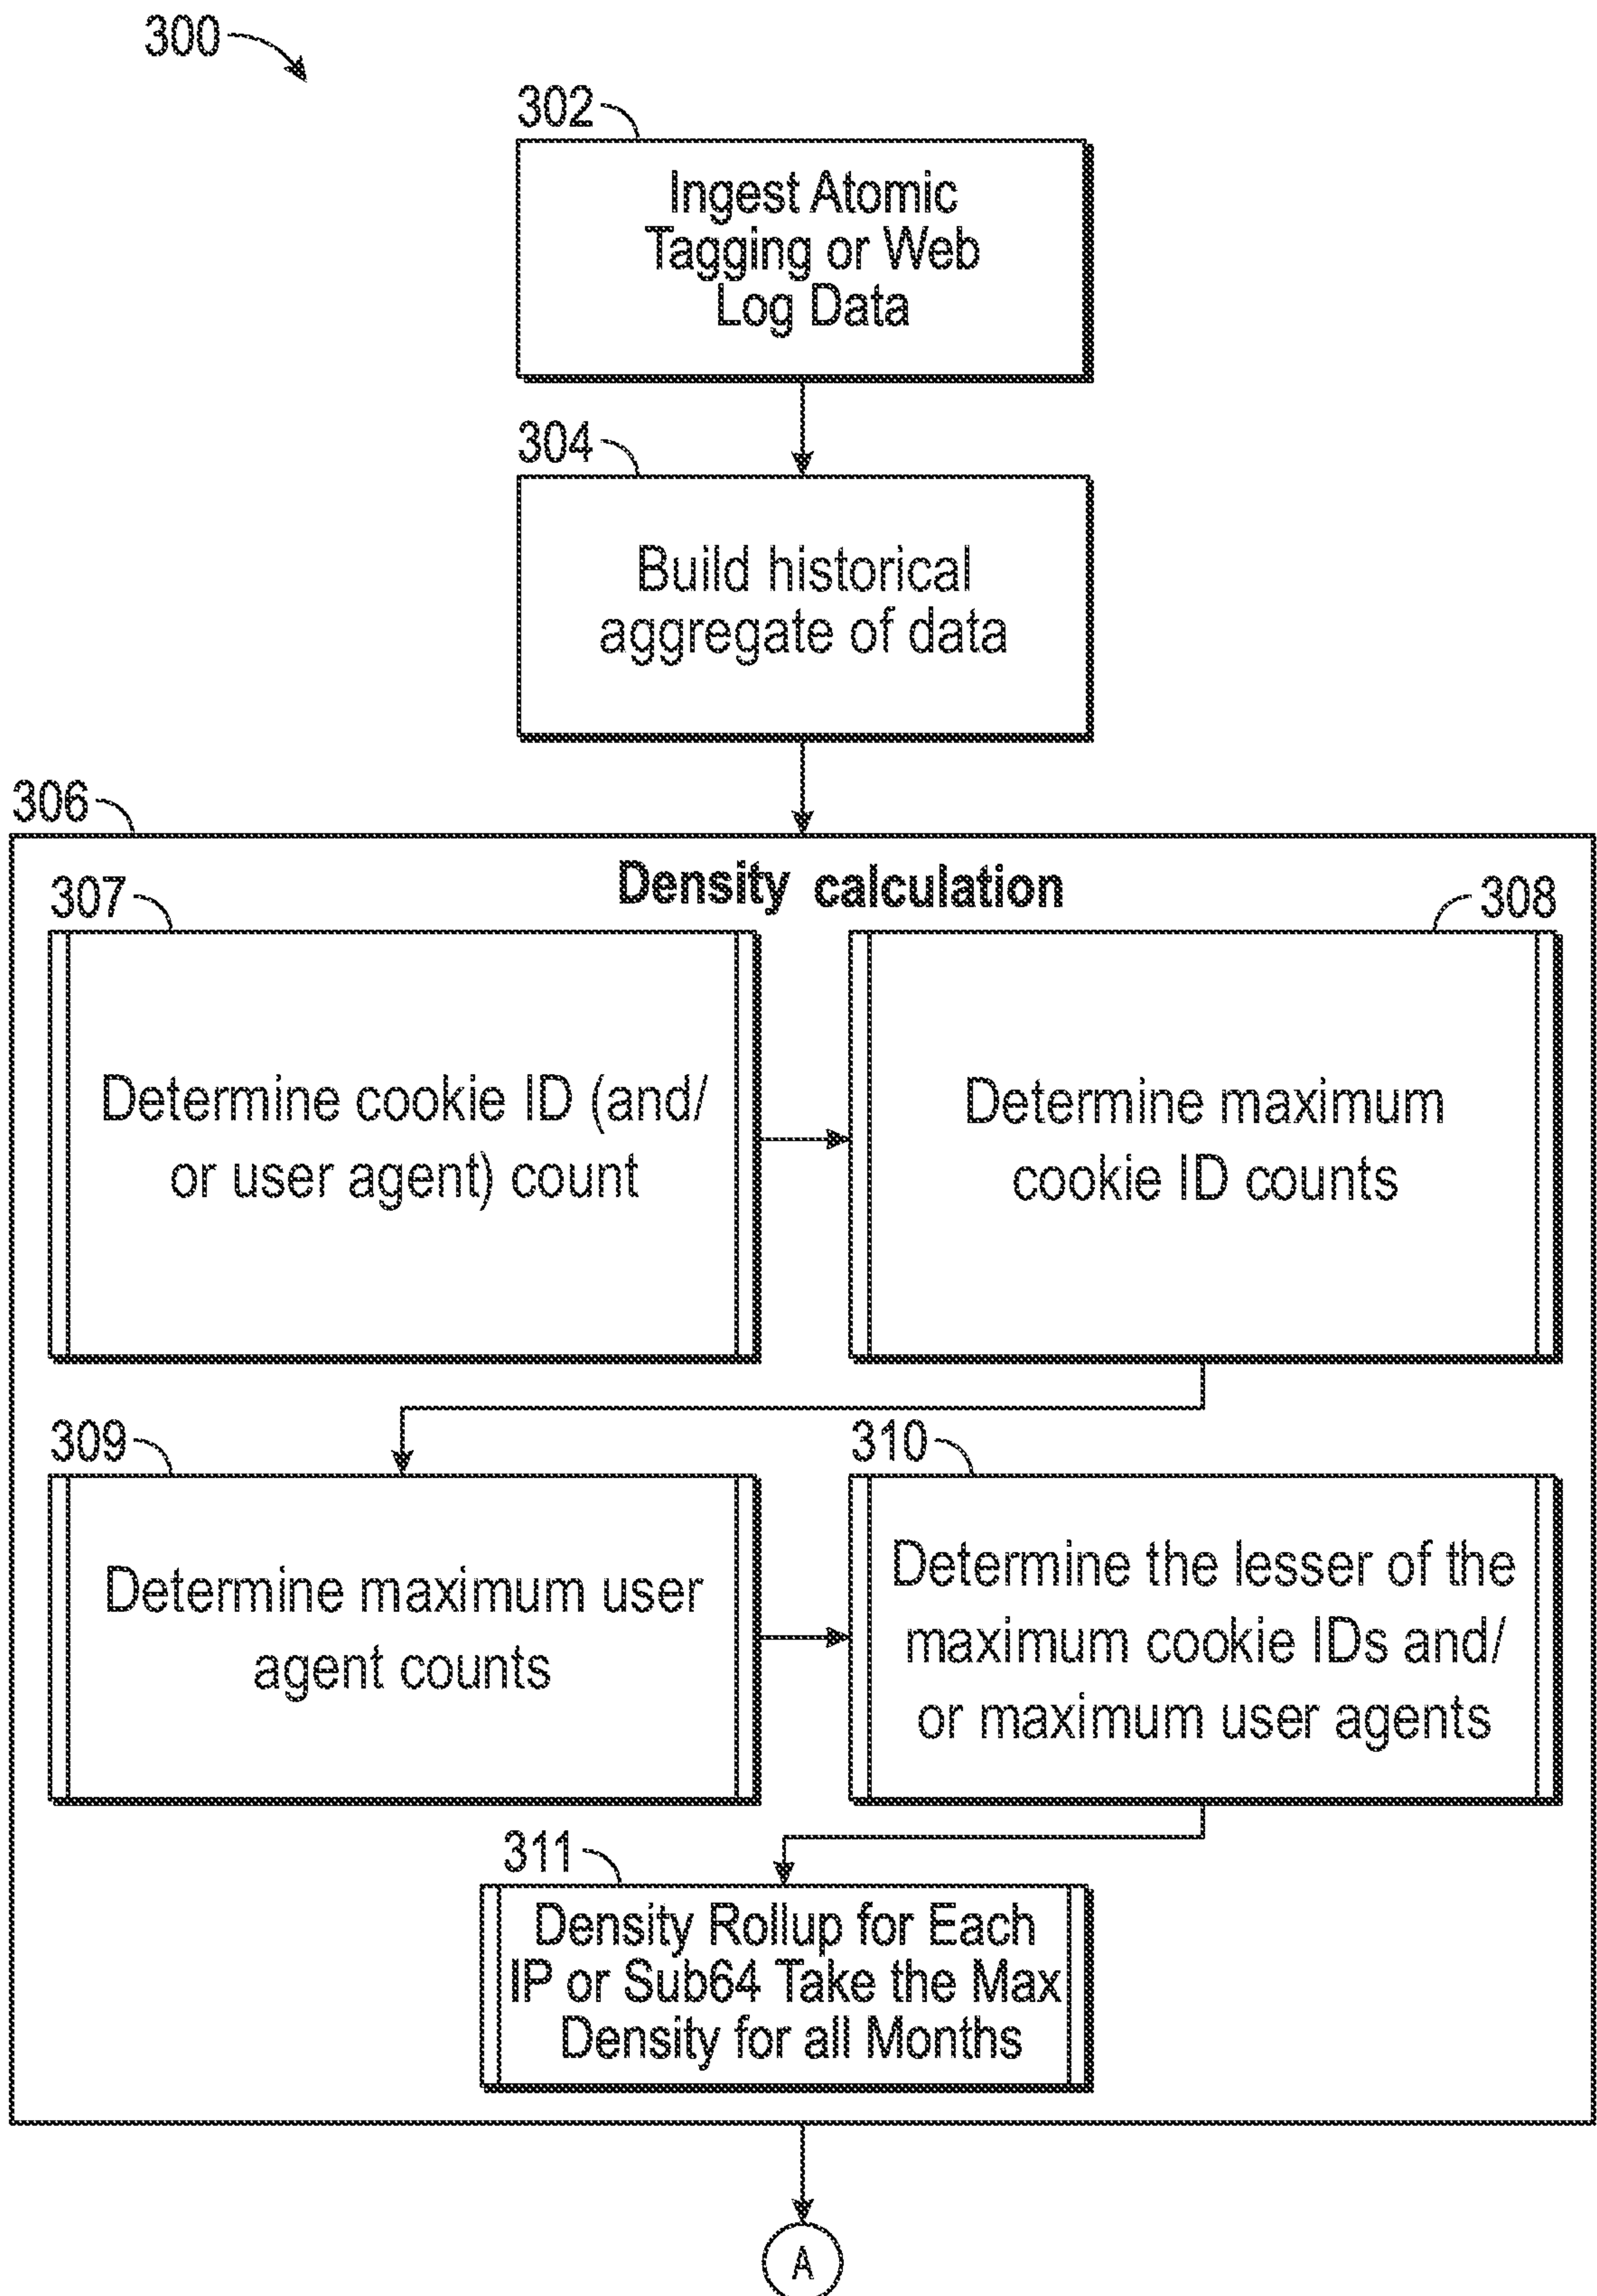 300
302
Ingest Atomic
Tagging or Web
Log Data
304
Build historical
aggregate of data
306
Density calculation
307
Determine cookie ID (and/
or user agent) count
308
Determine maximum
cookie ID counts
309
Determine maximum user
agent counts
310
Determine the lesser of the
maximum cookie IDs and/
or maximum user agents
311
Density Rollup for Each
IP or Sub64 Take the Max
Density for all Months
A